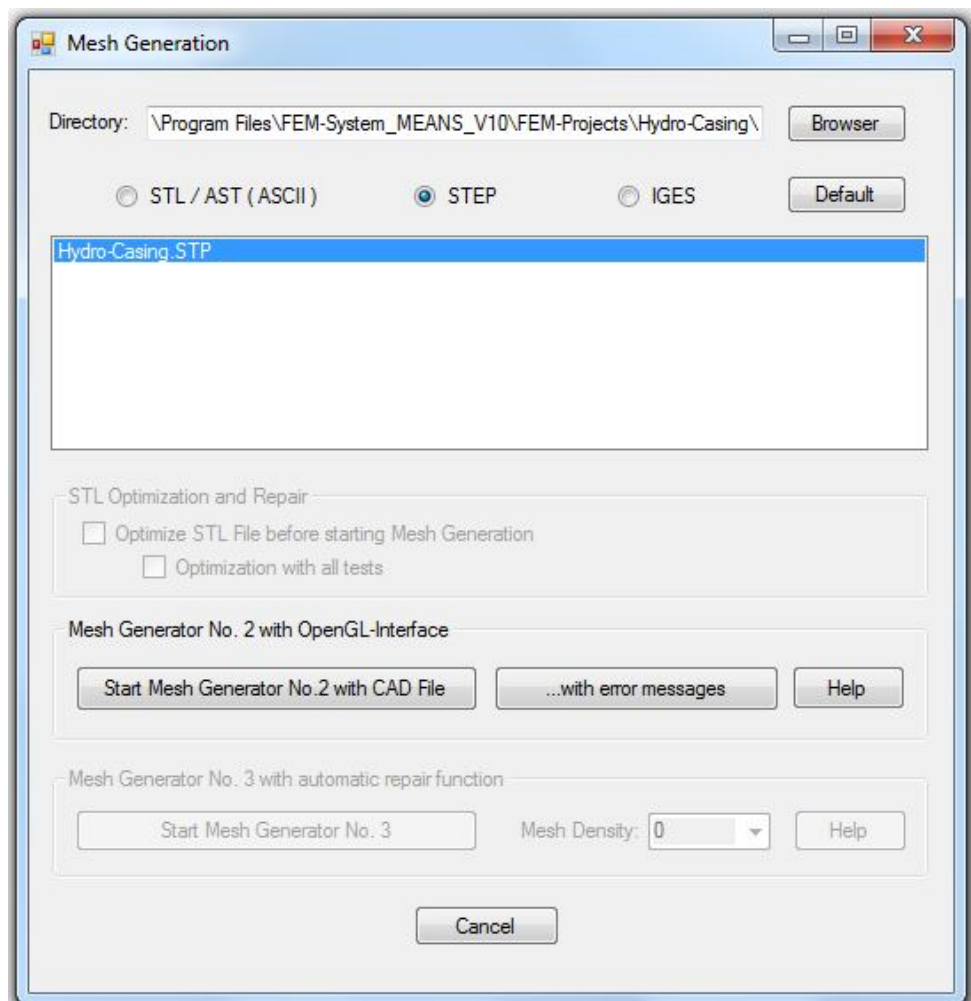 Mesh Generation
Directory: \Program Files\FEM-System_MEANS_V10\FEM-Projects\Hydro-Casing\ Browser
STL / AST ( ASCII ) STEP IGES Default
Hydro-Casing.STP
STL Optimization and Repair
Optimize STL File before starting Mesh Generation
Optimization with all tests
Mesh Generator No. 2 with OpenGL-Interface
Start Mesh Generator No.2 with CAD File ...with error messages Help
Mesh Generator No. 3 with automatic repair function
Start Mesh Generator No. 3 Mesh Density: 0 Help
Cancel